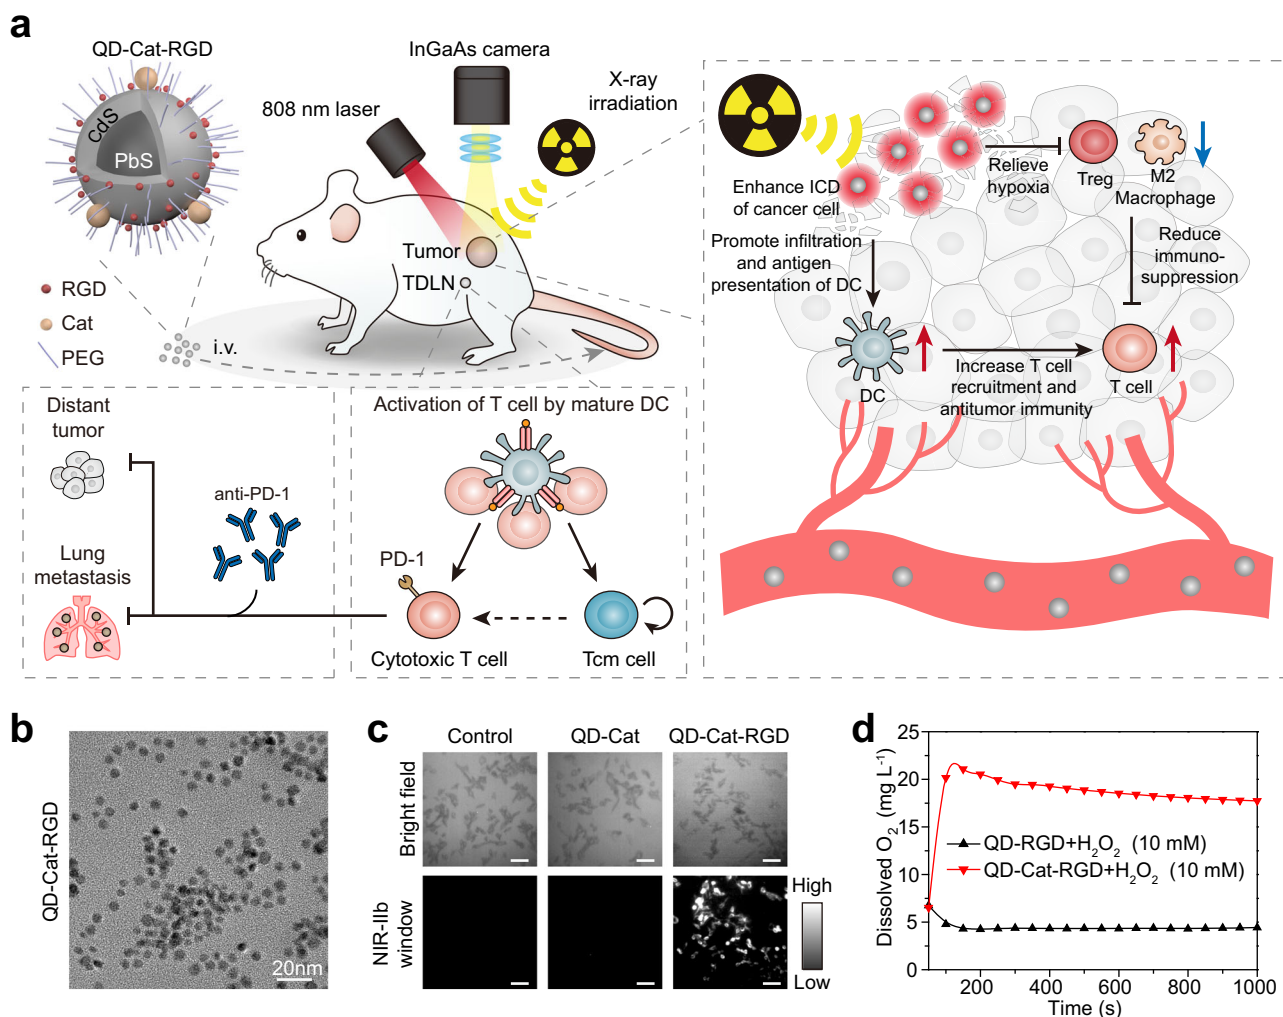 a
QD-Cat-RGD
CdS
PbS
RGD
Cat
PEG
i.v.
808 nm laser
InGaAs camera
X-ray
irradiation
Tumor
TDLN
Enhance ICD
of cancer cell
Relieve
hypoxia
Treg
M2
Macrophage
Promote infiltration
and antigen
presentation of DC
Reduce
immuno-
suppression
DC
Increase T cell
recruitment and
antitumor immunity
T cell
Distant
tumor
anti-PD-1
Lung
metastasis
Activation of T cell by mature DC
PD-1
Cytotoxic T cell
Tcm cell
b
QD-Cat-RGD
20nm
c
Control
QD-Cat
QD-Cat-RGD
Bright field
NIR-IIb
window
High
Low
d
Dissolved O₂ (mg L⁻¹)
25
20
15
10
5
0
QD-RGD+H₂O₂ (10 mM)
QD-Cat-RGD+H₂O₂ (10 mM)
200 400 600 800 1000
Time (s)